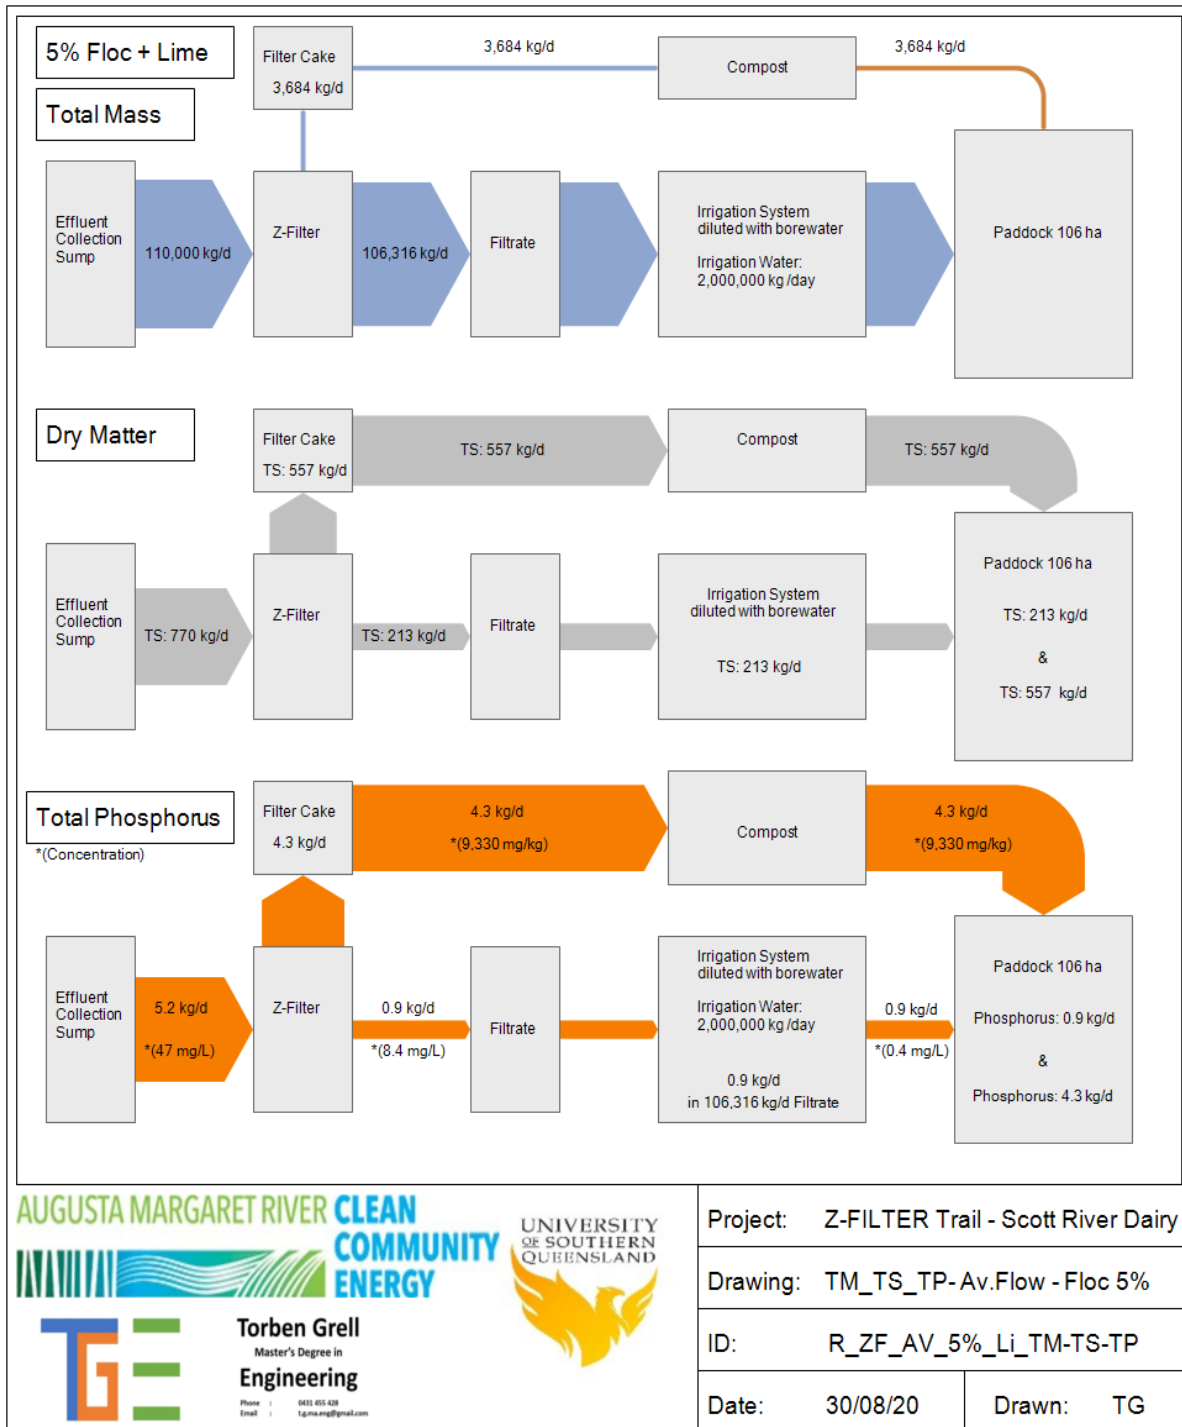 5% Floc + Lime
Total Mass
Filter Cake
3,684 kg/d
3,684 kg/d
Compost
3,684 kg/d
Effluent
Collection
Sump
110,000 kg/d
Z-Filter
106,316 kg/d
Filtrate
Irrigation System
diluted with borewater
Irrigation Water:
2,000,000 kg /day
Paddock 106 ha
Dry Matter
Filter Cake
TS: 557 kg/d
TS: 557 kg/d
Compost
TS: 557 kg/d
Effluent
Collection
Sump
TS: 770 kg/d
Z-Filter
TS: 213 kg/d
Filtrate
Irrigation System
diluted with borewater
TS: 213 kg/d
Paddock 106 ha
TS: 213 kg/d
&
TS: 557 kg/d
Total Phosphorus
*(Concentration)
Filter Cake
4.3 kg/d
4.3 kg/d
*(9,330 mg/kg)
Compost
4.3 kg/d
*(9,330 mg/kg)
Effluent
Collection
Sump
5.2 kg/d
*(47 mg/L)
Z-Filter
0.9 kg/d
*(8.4 mg/L)
Filtrate
Irrigation System
diluted with borewater
Irrigation Water:
2,000,000 kg /day
0.9 kg/d
in 106,316 kg/d Filtrate
0.9 kg/d
*(0.4 mg/L)
Paddock 106 ha
Phosphorus: 0.9 kg/d
&
Phosphorus: 4.3 kg/d
AUGUSTA MARGARET RIVER CLEAN
COMMUNITY
ENERGY
UNIVERSITY
OF SOUTHERN
QUEENSLAND
TGE
Torben Grell
Master's Degree in
Engineering
Phone : 0431 455 428
Email : t.g.ma.eng@gmail.com
Project: Z-FILTER Trail - Scott River Dairy
Drawing: TM_TS_TP- Av.Flow - Floc 5%
ID: R_ZF_AV_5%_Li_TM-TS-TP
Date: 30/08/20 Drawn: TG